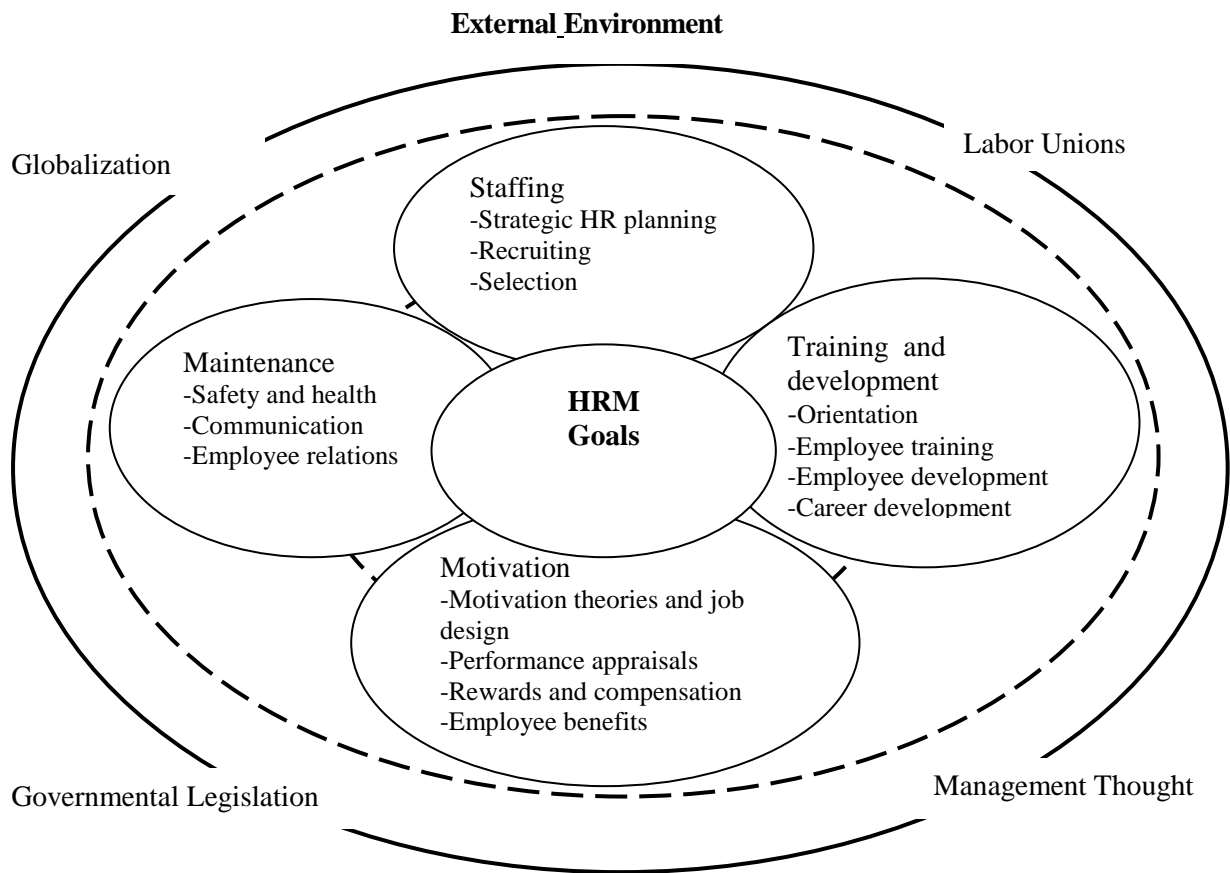 External Environment
Globalization
Labor Unions
Staffing
-Strategic HR planning
-Recruiting
-Selection
Maintenance
-Safety and health
-Communication
-Employee relations
HRM
Goals
Training and
development
-Orientation
-Employee training
-Employee development
-Career development
Motivation
-Motivation theories and job
design
-Performance appraisals
-Rewards and compensation
-Employee benefits
Governmental Legislation
Management Thought